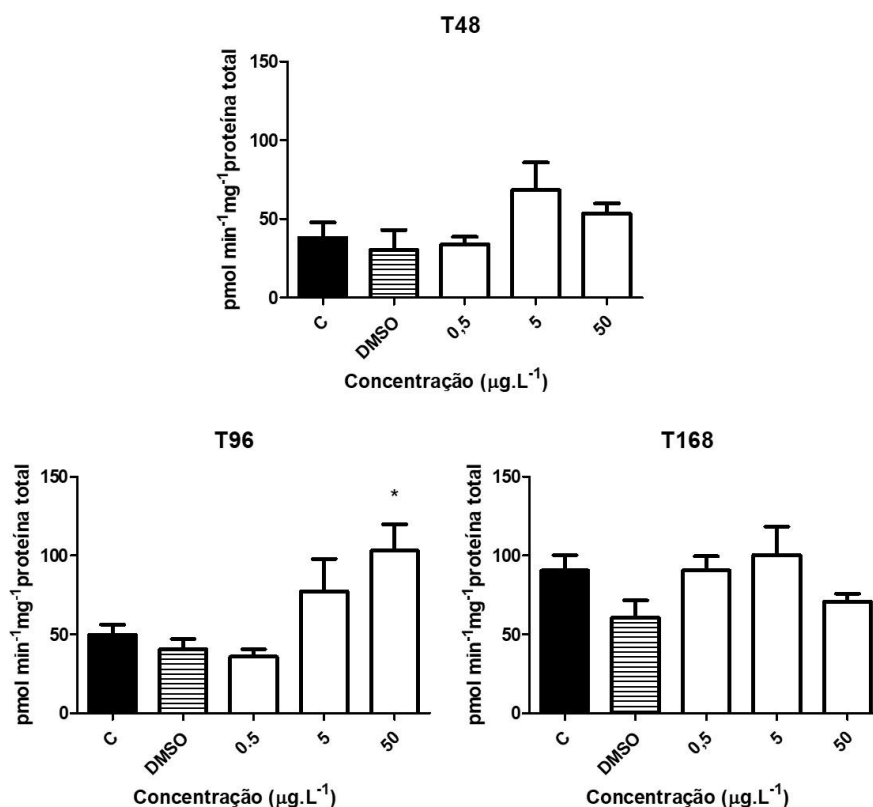 T48
pmol min⁻¹mg⁻¹proteína total
150
100
50
0
C
DMSO
0,5
5
50
Concentração (µg.L⁻¹)
T96
pmol min⁻¹mg⁻¹proteína total
150
100
50
0
*
C
DMSO
0,5
5
50
Concentração (µg.L⁻¹)
T168
pmol min⁻¹mg⁻¹proteína total
150
100
50
0
C
DMSO
0,5
5
50
Concentração (µg.L⁻¹)